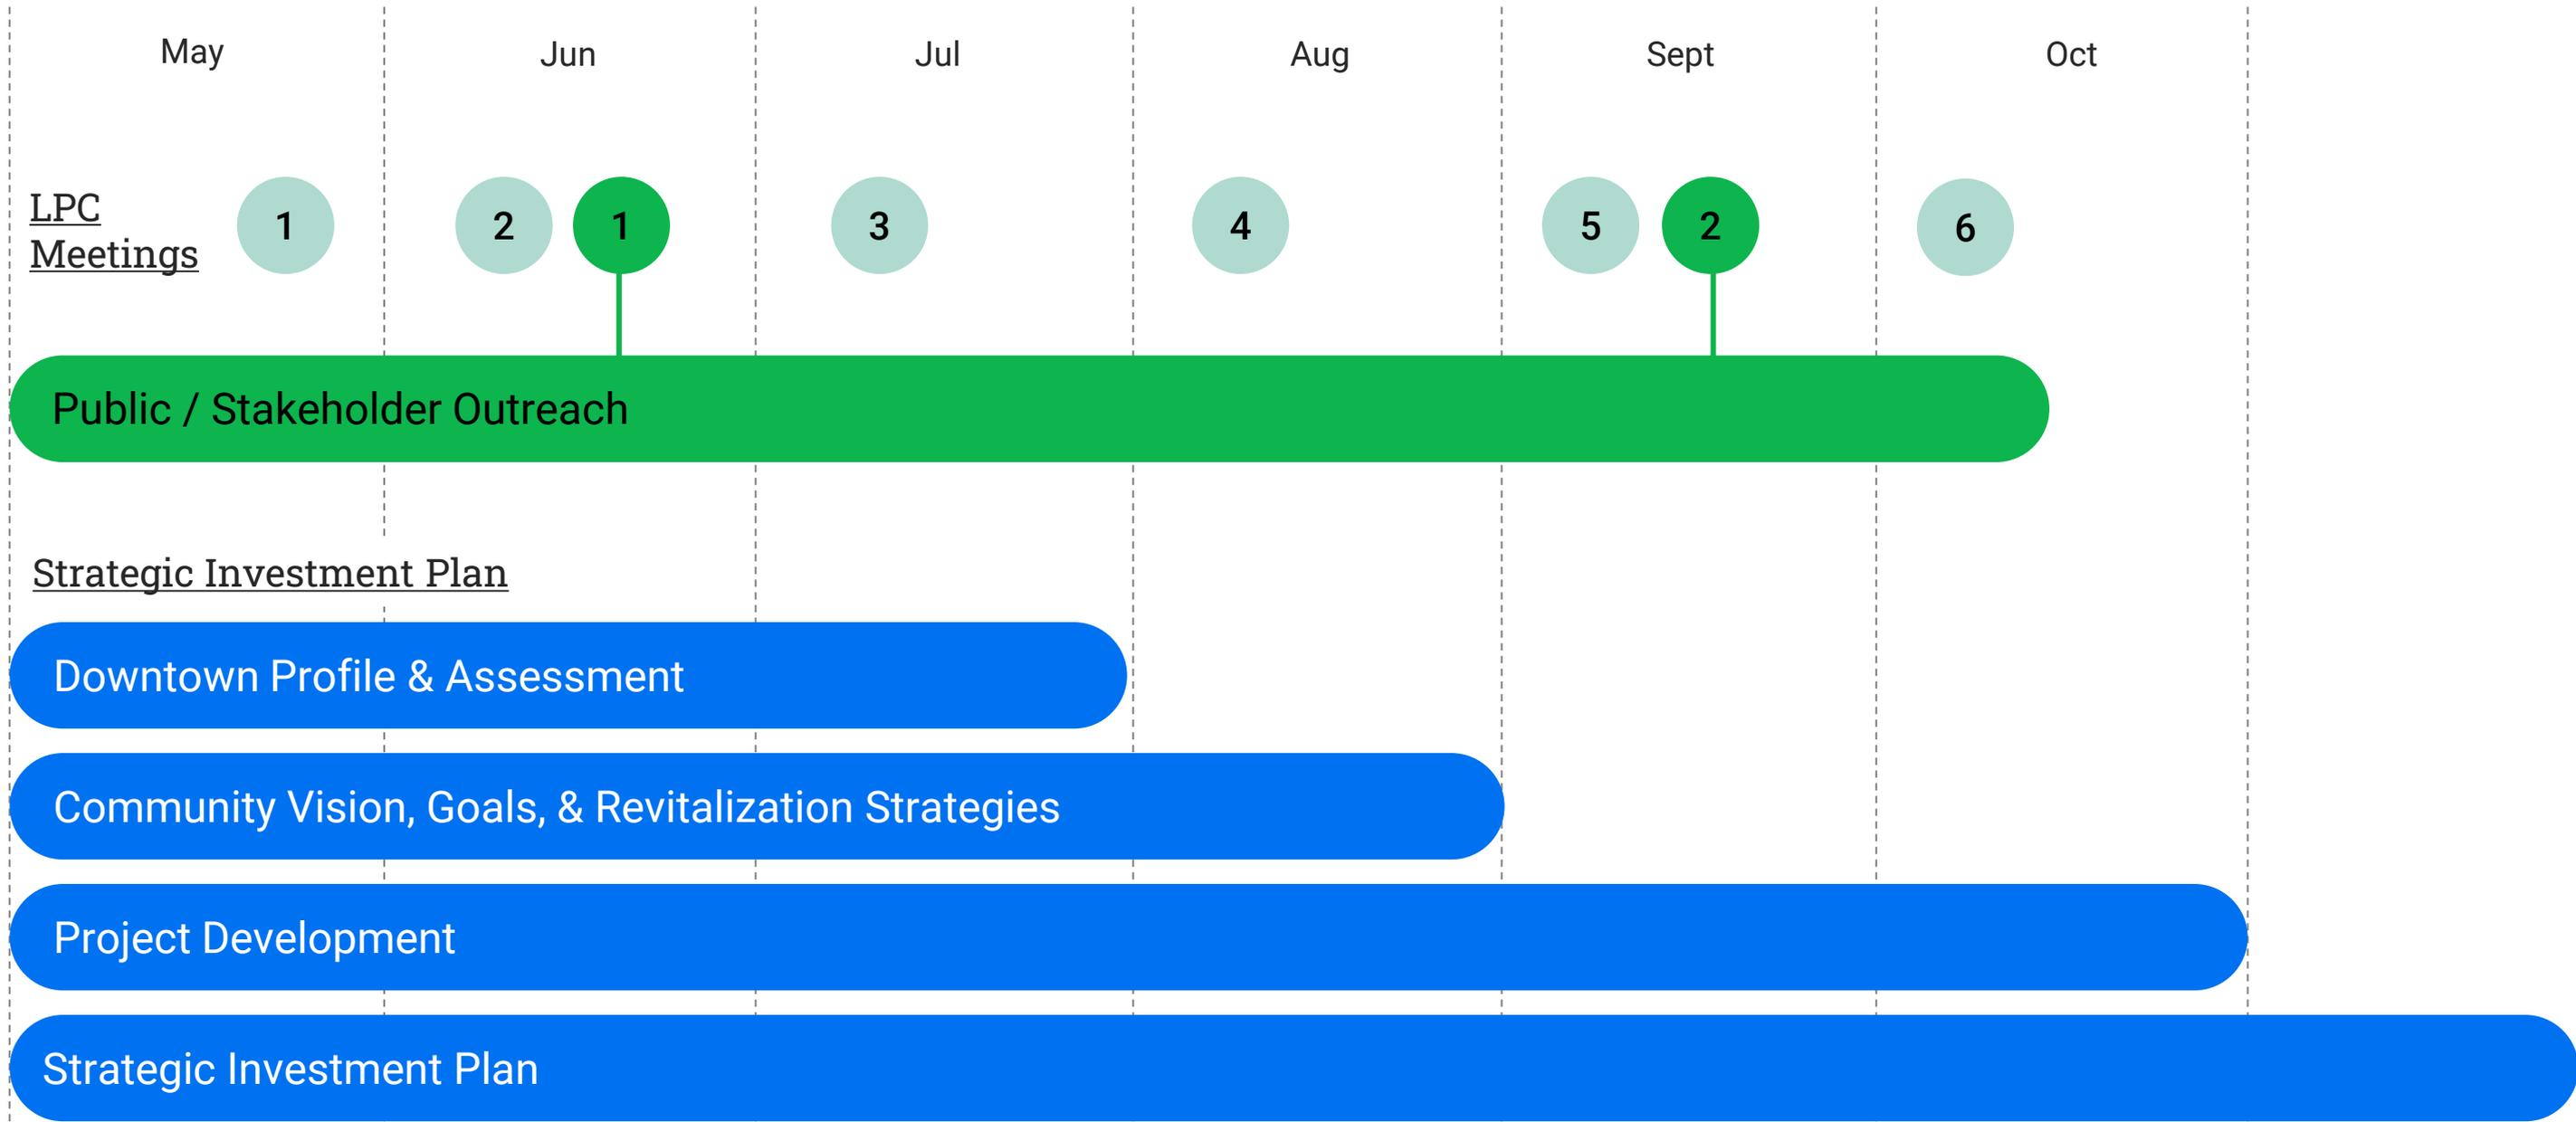 May Jun Jul Aug Sept Oct
LPC
Meetings
1 2 1 3 4 5 2 6
Public / Stakeholder Outreach
Strategic Investment Plan
Downtown Profile & Assessment
Community Vision, Goals, & Revitalization Strategies
Project Development
Strategic Investment Plan